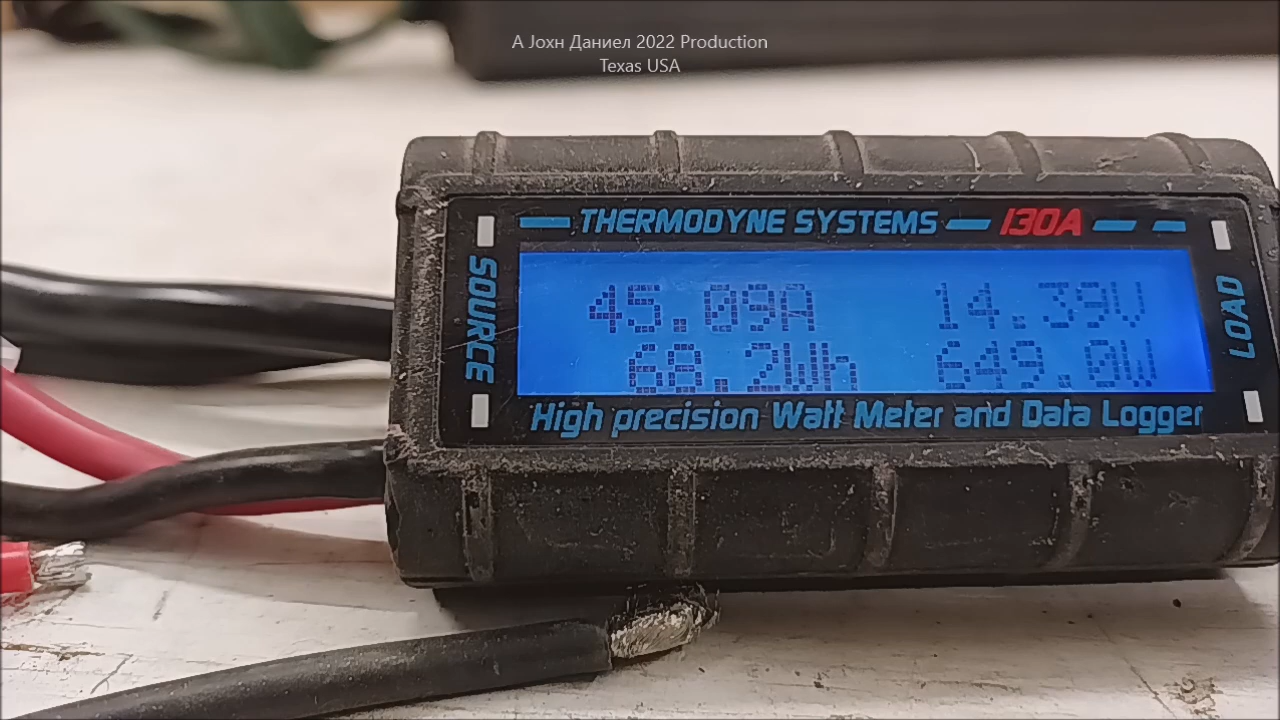 А Јохн Даниел 2022 Production
Texas USA
THERMODYNE SYSTEMS 130A
SOURCE
45.09A 14.39V
68.2Wh 649.0W
LOAD
High precision Watt Meter and Data Logger